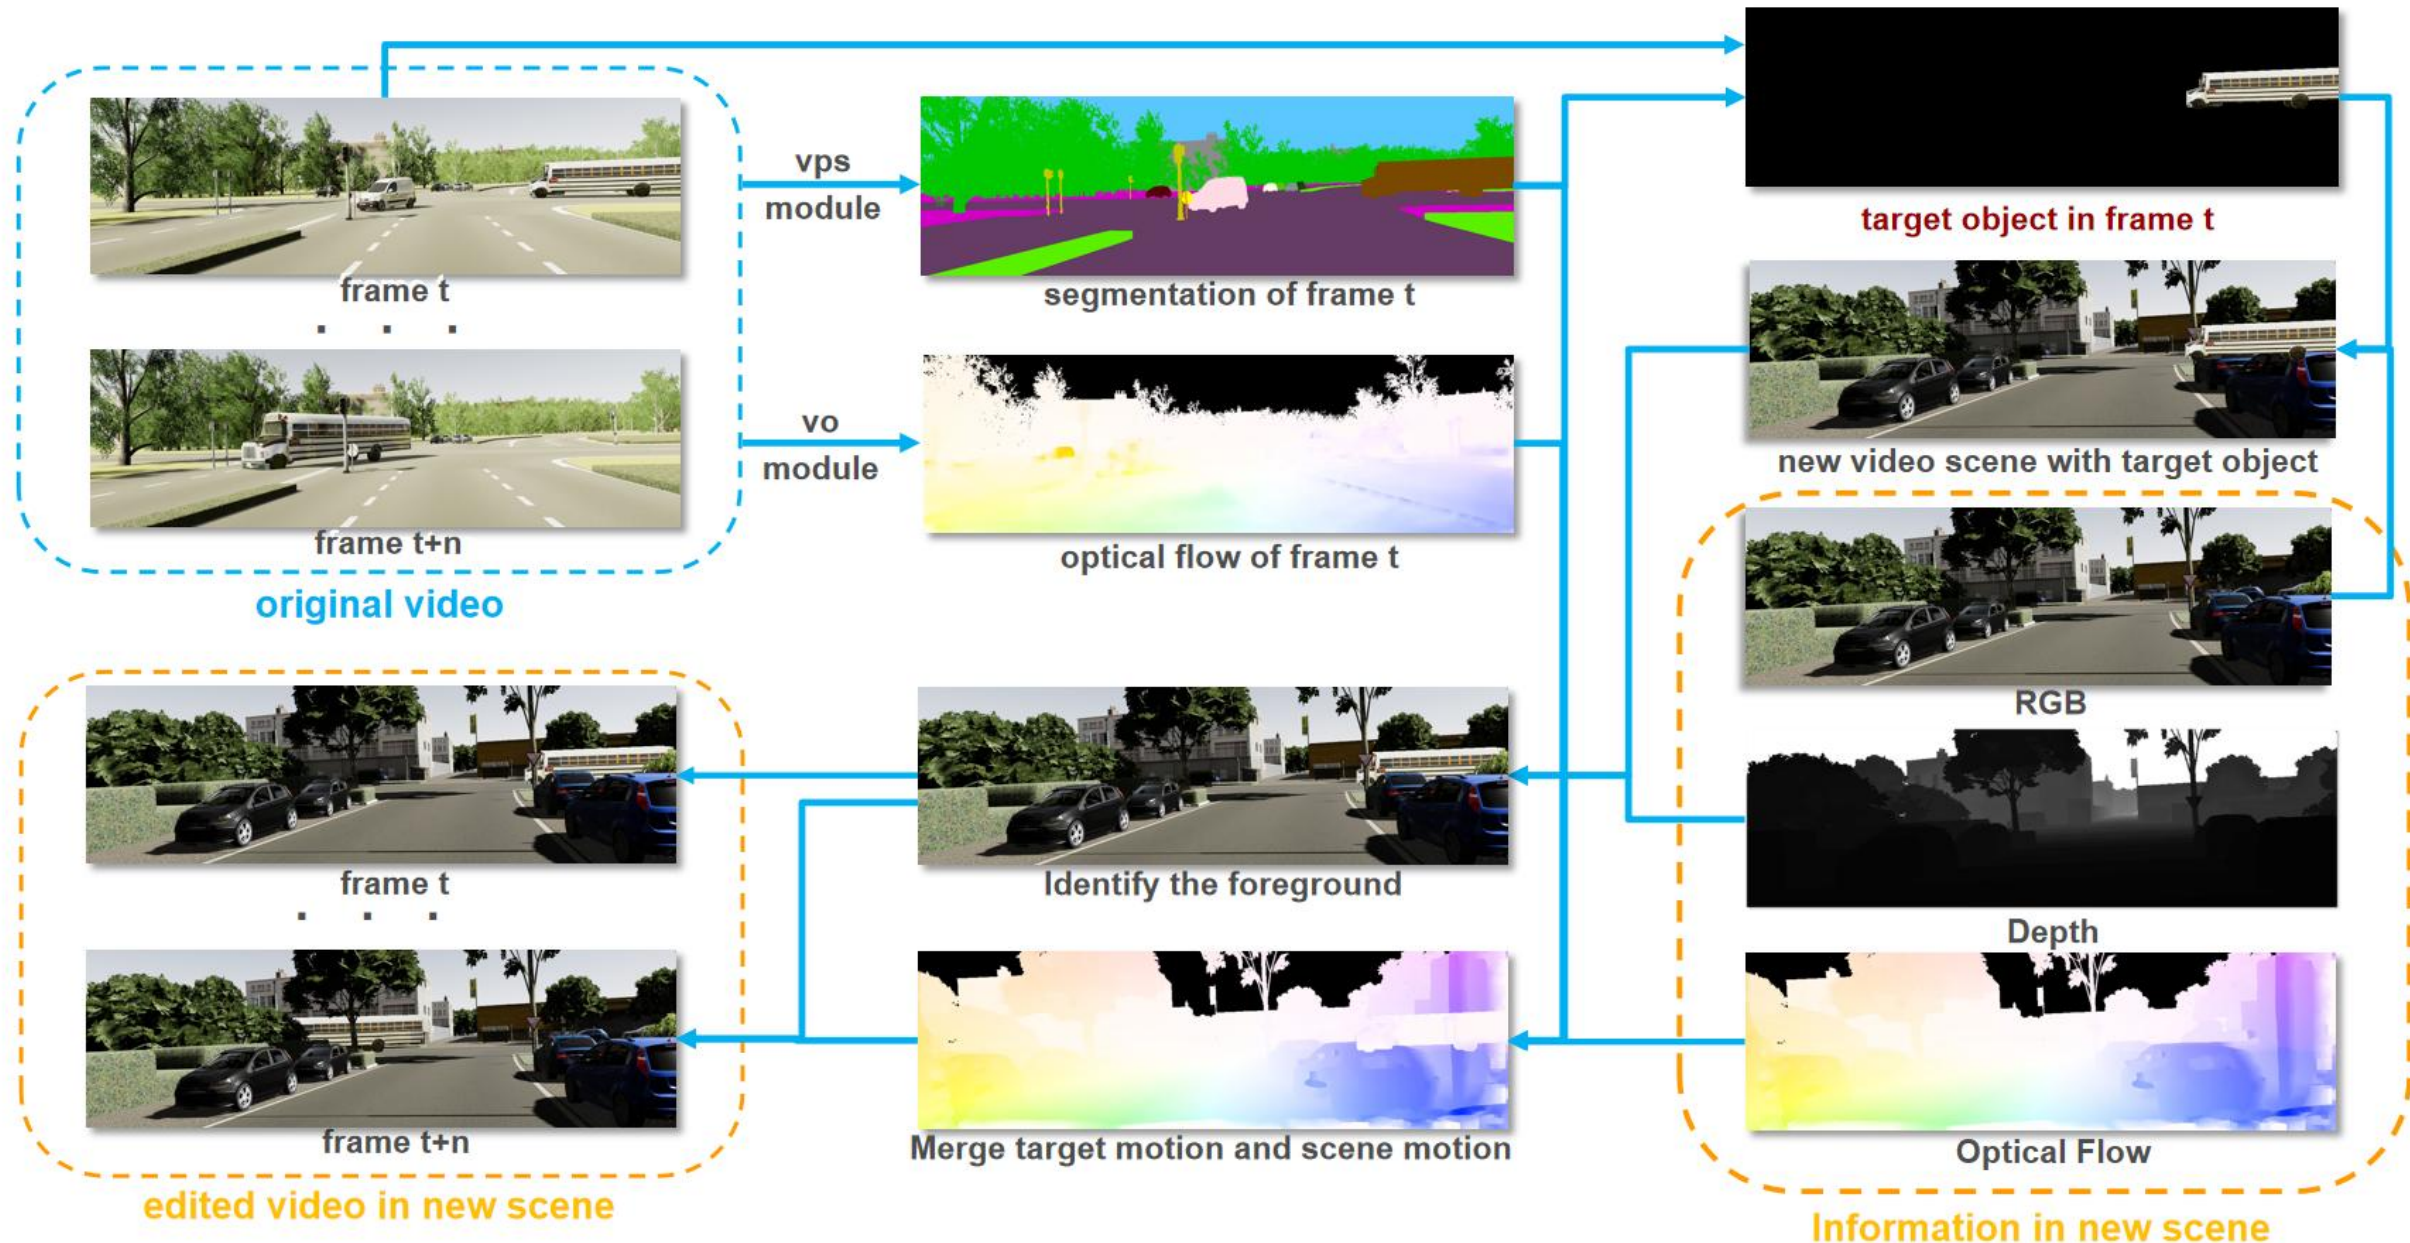 frame t
. . .
frame t+n
original video
vps
module
vo
module
segmentation of frame t
optical flow of frame t
target object in frame t
new video scene with target object
RGB
Depth
Optical Flow
Information in new scene
Identify the foreground
Merge target motion and scene motion
frame t
. . .
frame t+n
edited video in new scene